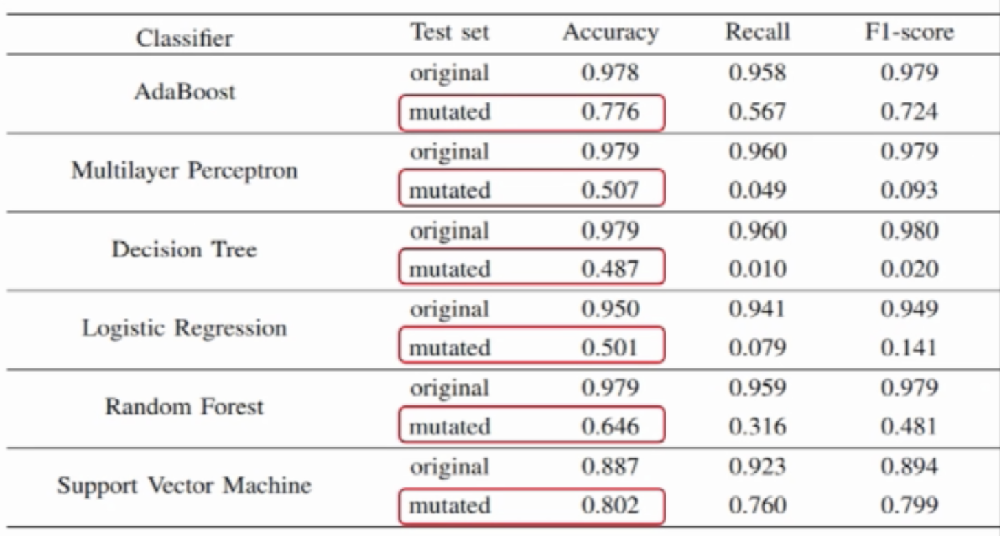 Classifier Test set Accuracy Recall F1-score
AdaBoost
original 0.978 0.958 0.979
mutated 0.776 0.567 0.724
Multilayer Perceptron
original 0.979 0.960 0.979
mutated 0.507 0.049 0.093
Decision Tree
original 0.979 0.960 0.980
mutated 0.487 0.010 0.020
Logistic Regression
original 0.950 0.941 0.949
mutated 0.501 0.079 0.141
Random Forest
original 0.979 0.959 0.979
mutated 0.646 0.316 0.481
Support Vector Machine
original 0.887 0.923 0.894
mutated 0.802 0.760 0.799